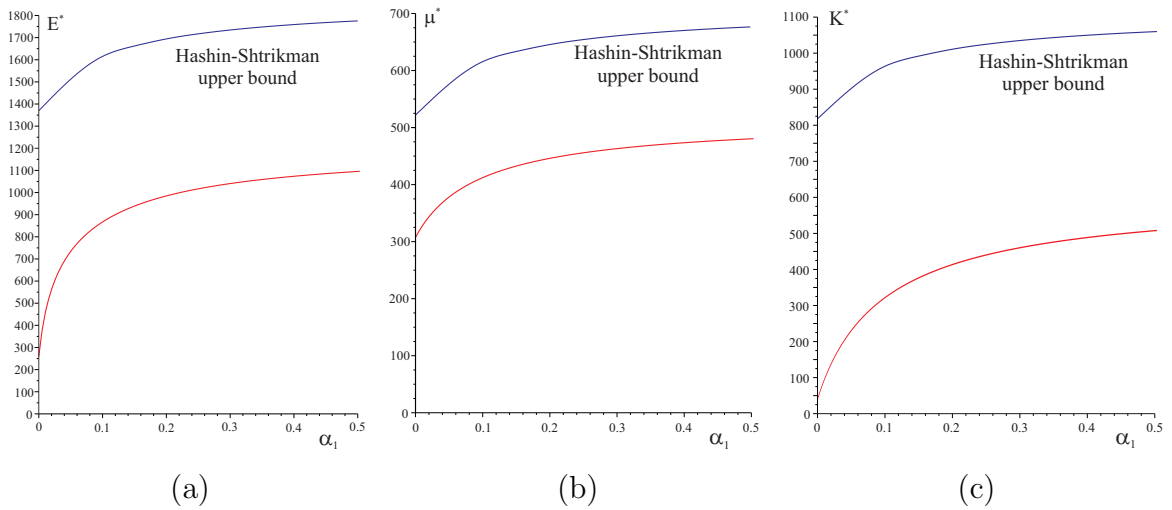 E*
1800
1700
1600
1500
1400
1300
1200
1100
1000
900
800
700
600
500
400
300
200
100
0
Hashin-Shtrikman
upper bound
0 0.1 0.2 0.3 0.4 0.5
α₁
(a)
μ*
700
600
500
400
300
200
100
0
Hashin-Shtrikman
upper bound
0 0.1 0.2 0.3 0.4 0.5
α₁
(b)
K*
1100
1000
900
800
700
600
500
400
300
200
100
0
Hashin-Shtrikman
upper bound
0 0.1 0.2 0.3 0.4 0.5
α₁
(c)